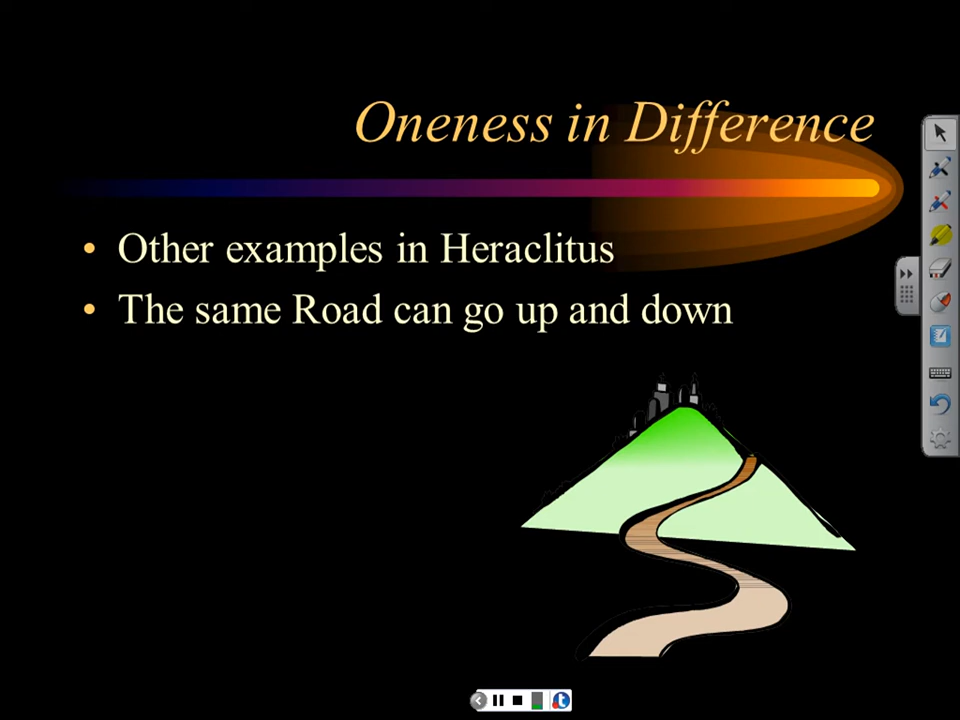 Oneness in Difference
• Other examples in Heraclitus
• The same Road can go up and down